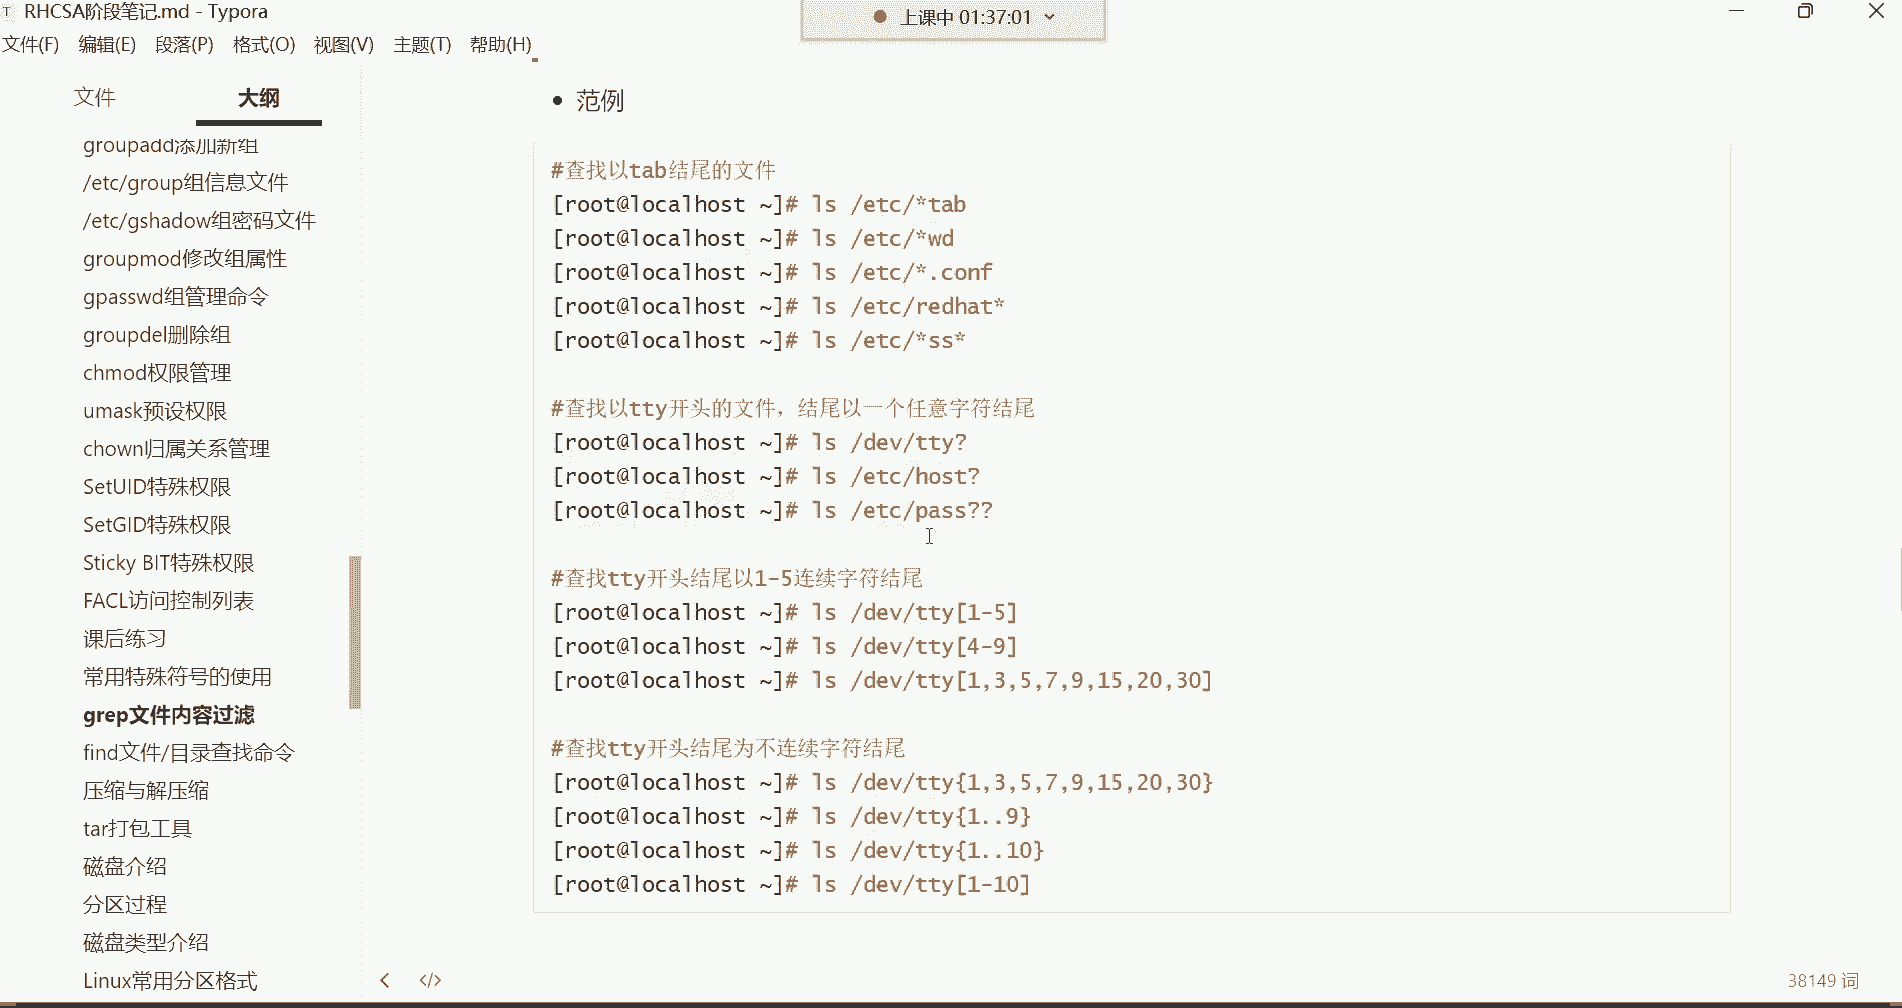 RHCSA阶段笔记.md - Typora
上课中 01:37:01
文件(F) 编辑(E) 段落(P) 格式(O) 视图(V) 主题(T) 帮助(H)
文件 大纲
groupadd添加新组
/etc/group组信息文件
/etc/gshadow组密码文件
groupmod修改组属性
gpasswd组管理命令
groupdel删除组
chmod权限管理
umask预设权限
chown归属关系管理
SetUID特殊权限
SetGID特殊权限
Sticky BIT特殊权限
FACL访问控制列表
课后练习
常用特殊符号的使用
grep文件内容过滤
find文件/目录查找命令
压缩与解压缩
tar打包工具
磁盘介绍
分区过程
磁盘类型介绍
Linux常用分区格式
• 范例
#查找以tab结尾的文件
[root@localhost ~]# ls /etc/*tab
[root@localhost ~]# ls /etc/*wd
[root@localhost ~]# ls /etc/*.conf
[root@localhost ~]# ls /etc/redhat*
[root@localhost ~]# ls /etc/*ss*
#查找以tty开头的文件，结尾以一个任意字符结尾
[root@localhost ~]# ls /dev/tty?
[root@localhost ~]# ls /etc/host?
[root@localhost ~]# ls /etc/pass??
#查找tty开头结尾以1-5连续字符结尾
[root@localhost ~]# ls /dev/tty[1-5]
[root@localhost ~]# ls /dev/tty[4-9]
[root@localhost ~]# ls /dev/tty[1,3,5,7,9,15,20,30]
#查找tty开头结尾为不连续字符结尾
[root@localhost ~]# ls /dev/tty{1,3,5,7,9,15,20,30}
[root@localhost ~]# ls /dev/tty{1..9}
[root@localhost ~]# ls /dev/tty{1..10}
[root@localhost ~]# ls /dev/tty[1-10]
38149 词